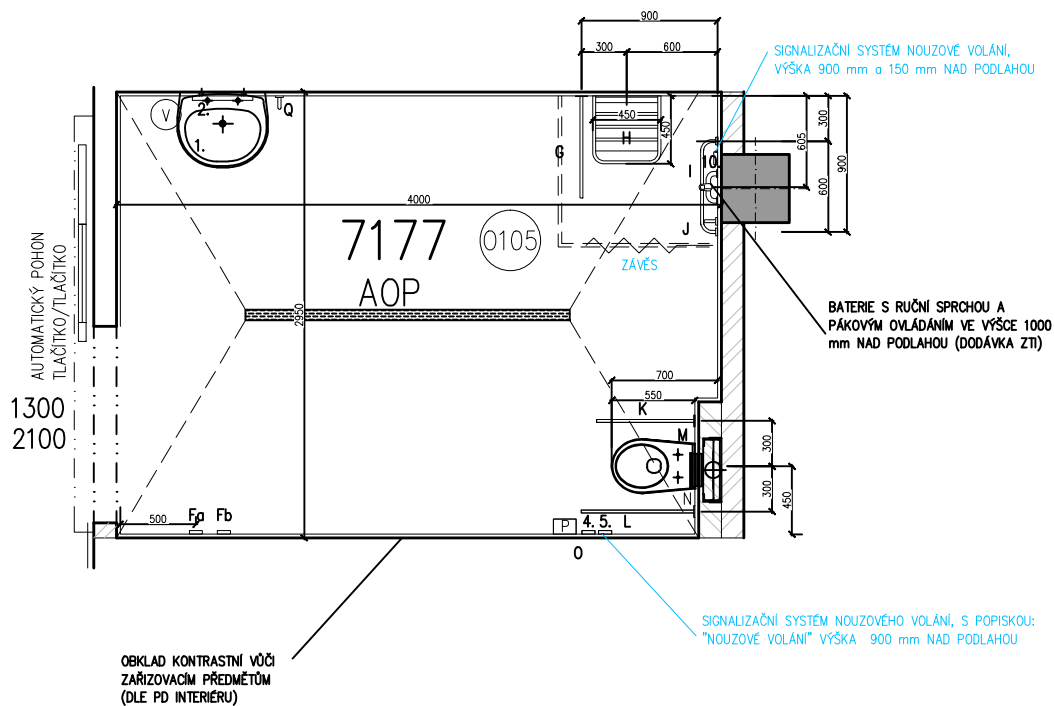 900
300
600
SIGNALIZAČNÍ SYSTÉM NOUZOVÉ VOLÁNÍ,
VÝŠKA 900 mm a 150 mm NAD PODLAHOU
V
2.
1.
Q
450
450
H
G
I
10.
J
300
605
600
900
4000
7177
0105
AOP
ZÁVĚS
2950
AUTOMATICKÝ POHON
TLAČÍTKO/TLAČÍTKO
1300
2100
BATERIE S RUČNÍ SPRCHOU A
PÁKOVÝM OVLÁDÁNÍM VE VÝŠCE 1000
mm NAD PODLAHOU (DODÁVKA ZTI)
700
550
K
M
N
300
300
450
500
Fa
Fb
P
4.
5.
L
O
SIGNALIZAČNÍ SYSTÉM NOUZOVÉHO VOLÁNÍ, S POPISKOU:
"NOUZOVÉ VOLÁNÍ" VÝŠKA 900 mm NAD PODLAHOU
OBKLAD KONTRASTNÍ VŮČI
ZAŘIZOVACÍM PŘEDMĚTŮM
(DLE PD INTERIÉRU)